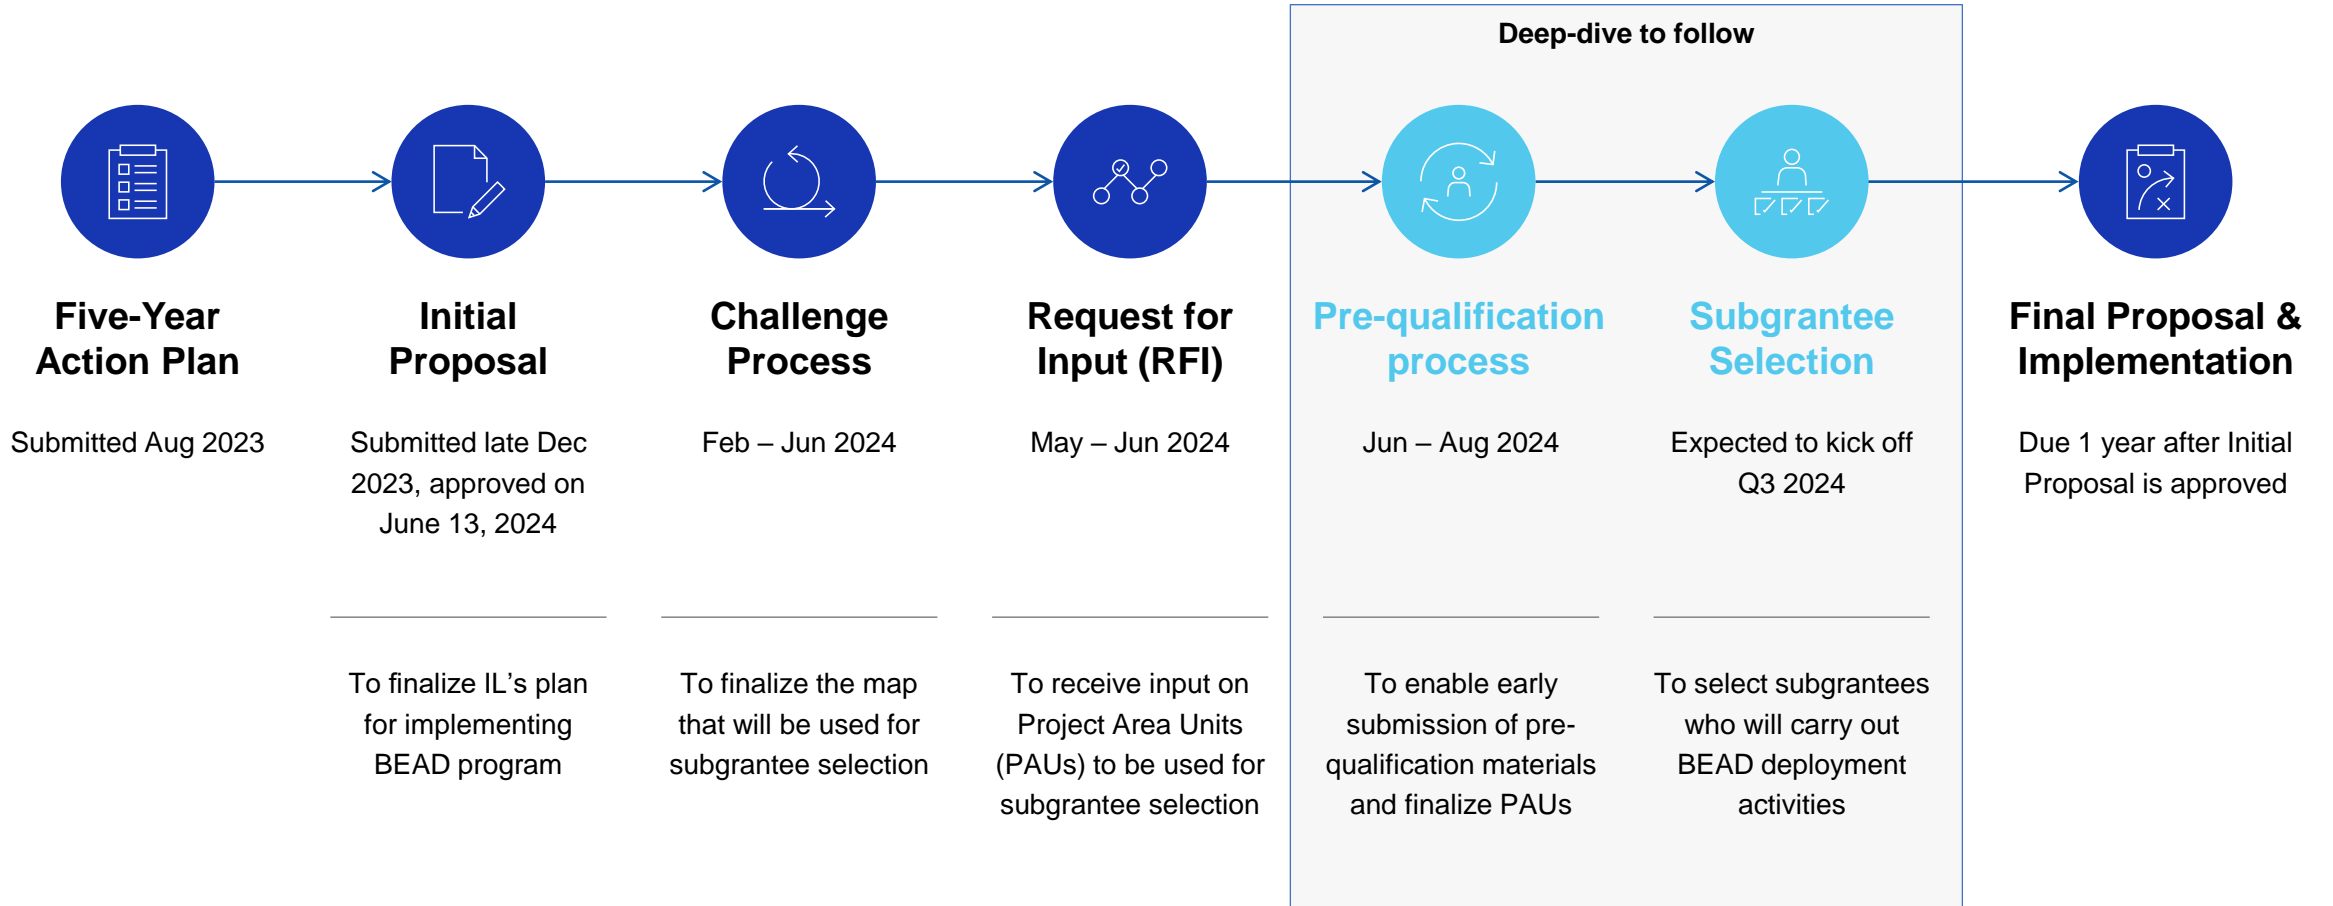 Deep-dive to follow
Five-Year
Action Plan
Submitted Aug 2023
Initial
Proposal
Submitted late Dec
2023, approved on
June 13, 2024
To finalize IL's plan
for implementing
BEAD program
Challenge
Process
Feb – Jun 2024
To finalize the map
that will be used for
subgrantee selection
Request for
Input (RFI)
May – Jun 2024
To receive input on
Project Area Units
(PAUs) to be used for
subgrantee selection
Pre-qualification
process
Jun – Aug 2024
To enable early
submission of pre-
qualification materials
and finalize PAUs
Subgrantee
Selection
Expected to kick off
Q3 2024
To select subgrantees
who will carry out
BEAD deployment
activities
Final Proposal &
Implementation
Due 1 year after Initial
Proposal is approved